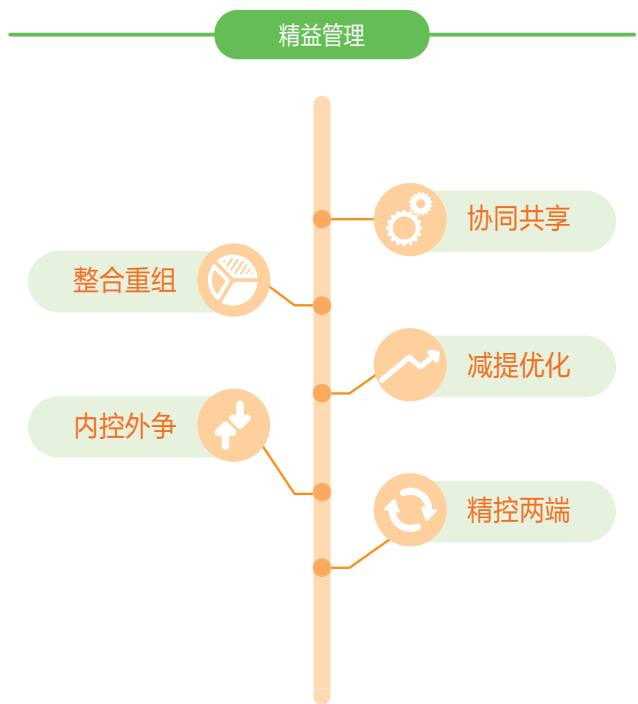 精益管理
协同共享
整合重组
减提优化
内控外争
精控两端